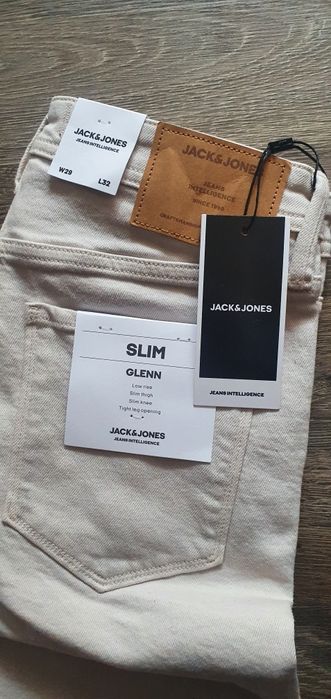 JACK&JONES
JEANS INTELLIGENCE
W29 L32
JACK&JONES
JEANS
INTELLIGENCE
SINCE 1990
JACK&JONES
JEANS INTELLIGENCE
SLIM
GLENN
Low rise
Slim thigh
Slim knee
Tight leg opening
JACK&JONES
JEANS INTELLIGENCE